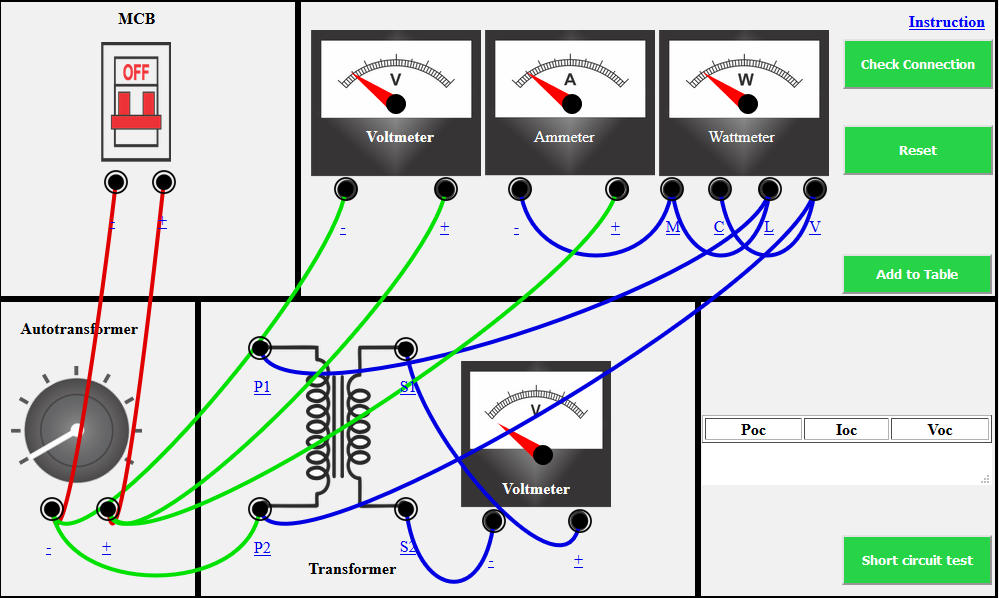 MCB
OFF
- +
V
Voltmeter
- +
A
Ammeter
- +
W
Wattmeter
M C L V
Instruction
Check Connection
Reset
Add to Table
Autotransformer
- +
P1
S1
P2
S2
Transformer
V
Voltmeter
- +
Poc Ioc Voc
Short circuit test